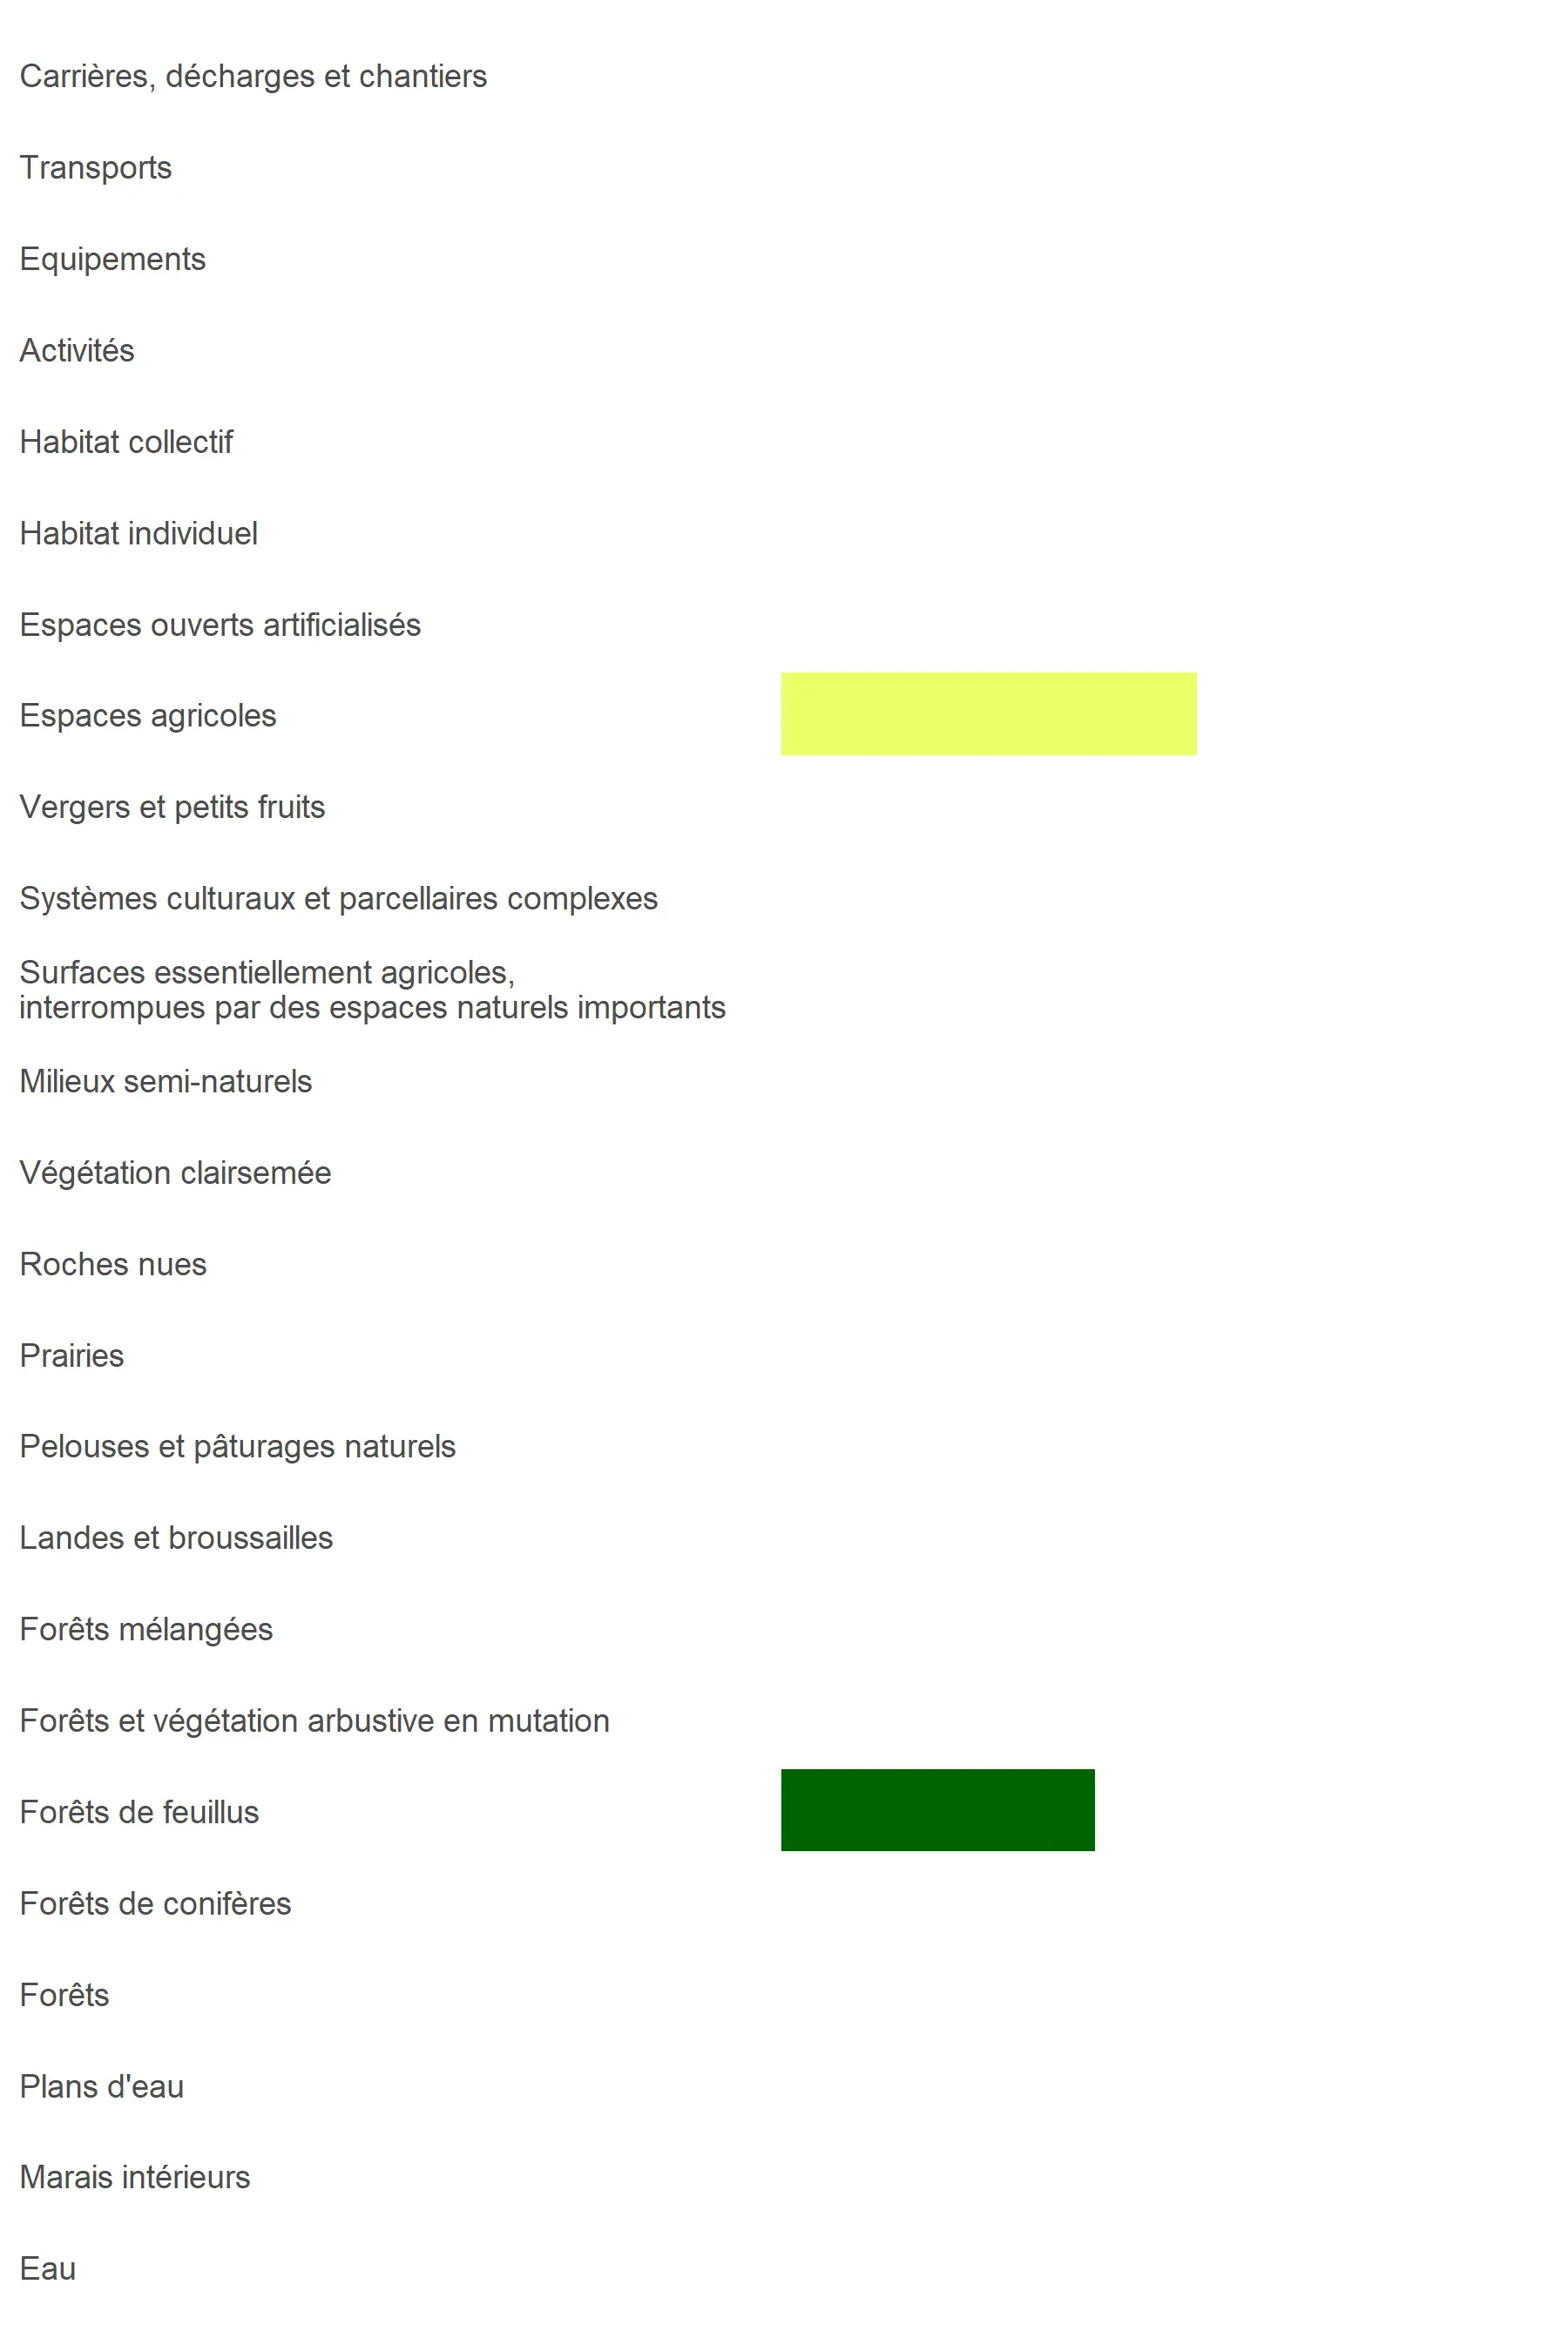 Carrières, décharges et chantiers
Transports
Equipements
Activités
Habitat collectif
Habitat individuel
Espaces ouverts artificialisés
Espaces agricoles
Vergers et petits fruits
Systèmes culturaux et parcellaires complexes
Surfaces essentiellement agricoles,
interrompues par des espaces naturels importants
Milieux semi-naturels
Végétation clairsemée
Roches nues
Prairies
Pelouses et pâturages naturels
Landes et broussailles
Forêts mélangées
Forêts et végétation arbustive en mutation
Forêts de feuillus
Forêts de conifères
Forêts
Plans d'eau
Marais intérieurs
Eau